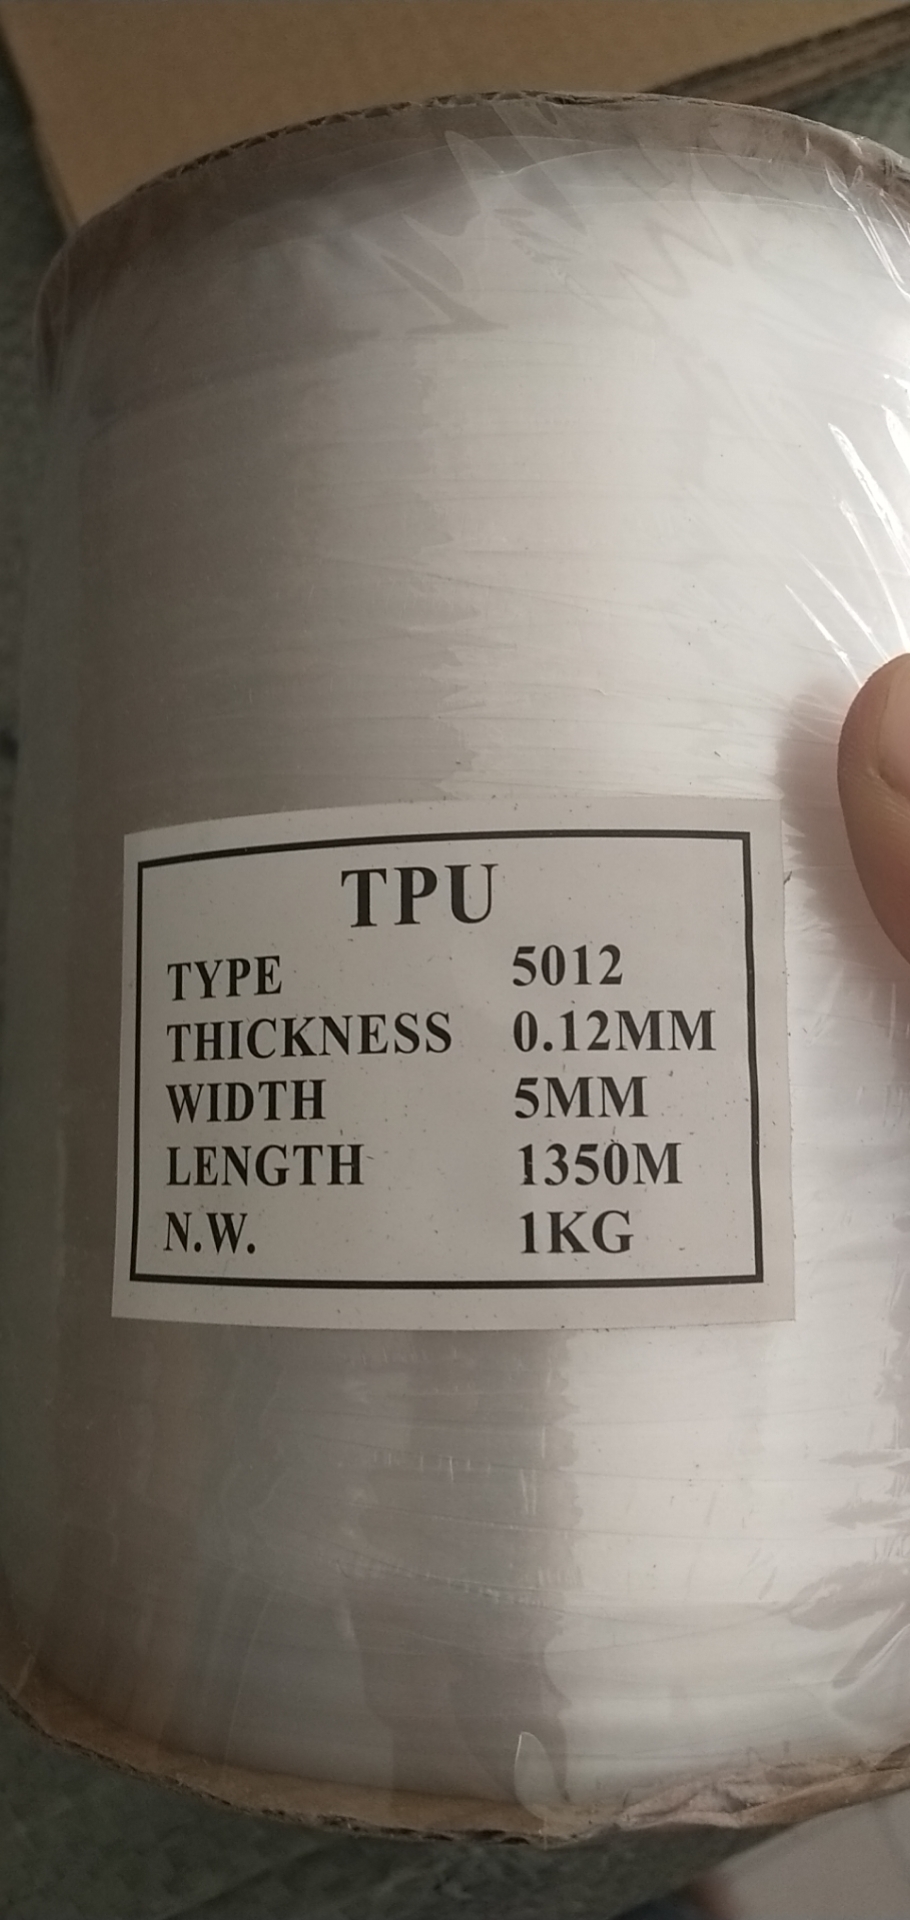 TPU
TYPE 5012
THICKNESS 0.12MM
WIDTH 5MM
LENGTH 1350M
N.W. 1KG